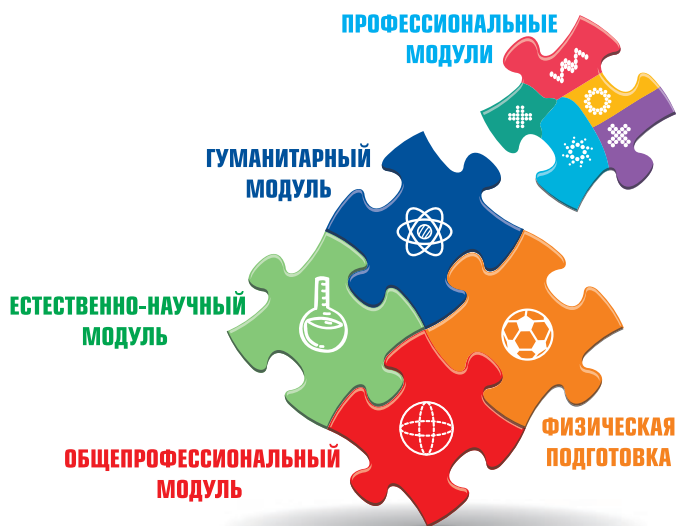 ПРОФЕССИОНАЛЬНЫЕ
МОДУЛИ
ГУМАНИТАРНЫЙ
МОДУЛЬ
ЕСТЕСТВЕННО-НАУЧНЫЙ
МОДУЛЬ
ФИЗИЧЕСКАЯ
ПОДГОТОВКА
ОБЩЕПРОФЕССИОНАЛЬНЫЙ
МОДУЛЬ